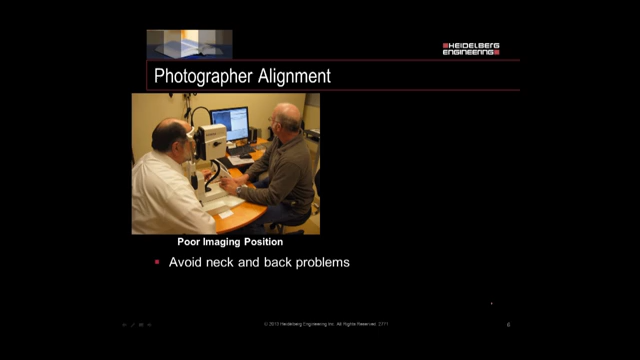 HEIDELBERG
ENGINEERING
Photographer Alignment
Poor Imaging Position
Avoid neck and back problems
© 2013 Heidelberg Engineering Inc. All Rights Reserved.
6